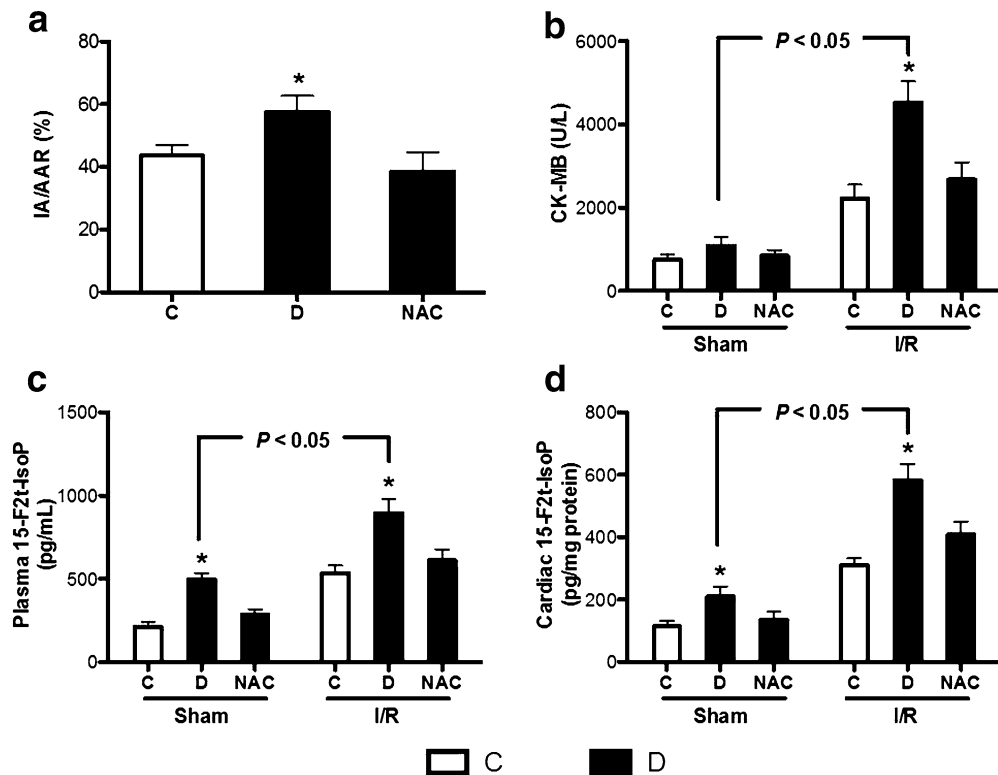 a
IA/AAR (%)
80
60
40
20
0
*
C D NAC
b
CK-MB (U/L)
6000
4000
2000
0
P < 0.05
*
C D NAC C D NAC
Sham I/R
c
Plasma 15-F2t-IsoP
(pg/mL)
1500
1000
500
0
P < 0.05
*
*
C D NAC C D NAC
Sham I/R
d
Cardiac 15-F2t-IsoP
(pg/mg protein)
800
600
400
200
0
P < 0.05
*
*
C D NAC C D NAC
Sham I/R
C D